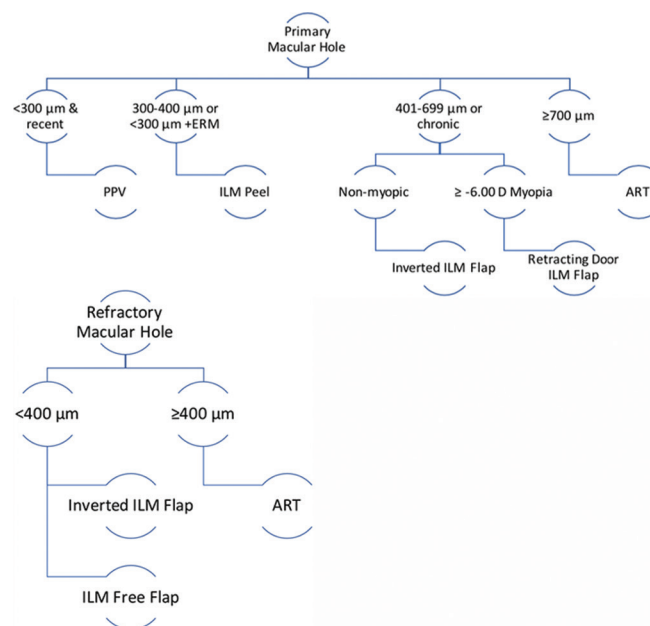 Primary
Macular Hole
<300 µm &
recent
300-400 µm or
<300 µm +ERM
401-699 µm or
chronic
≥700 µm
PPV
ILM Peel
Non-myopic
≥ -6.00 D Myopia
ART
Inverted ILM Flap
Retracting Door
ILM Flap
Refractory
Macular Hole
<400 µm
≥400 µm
Inverted ILM Flap
ART
ILM Free Flap